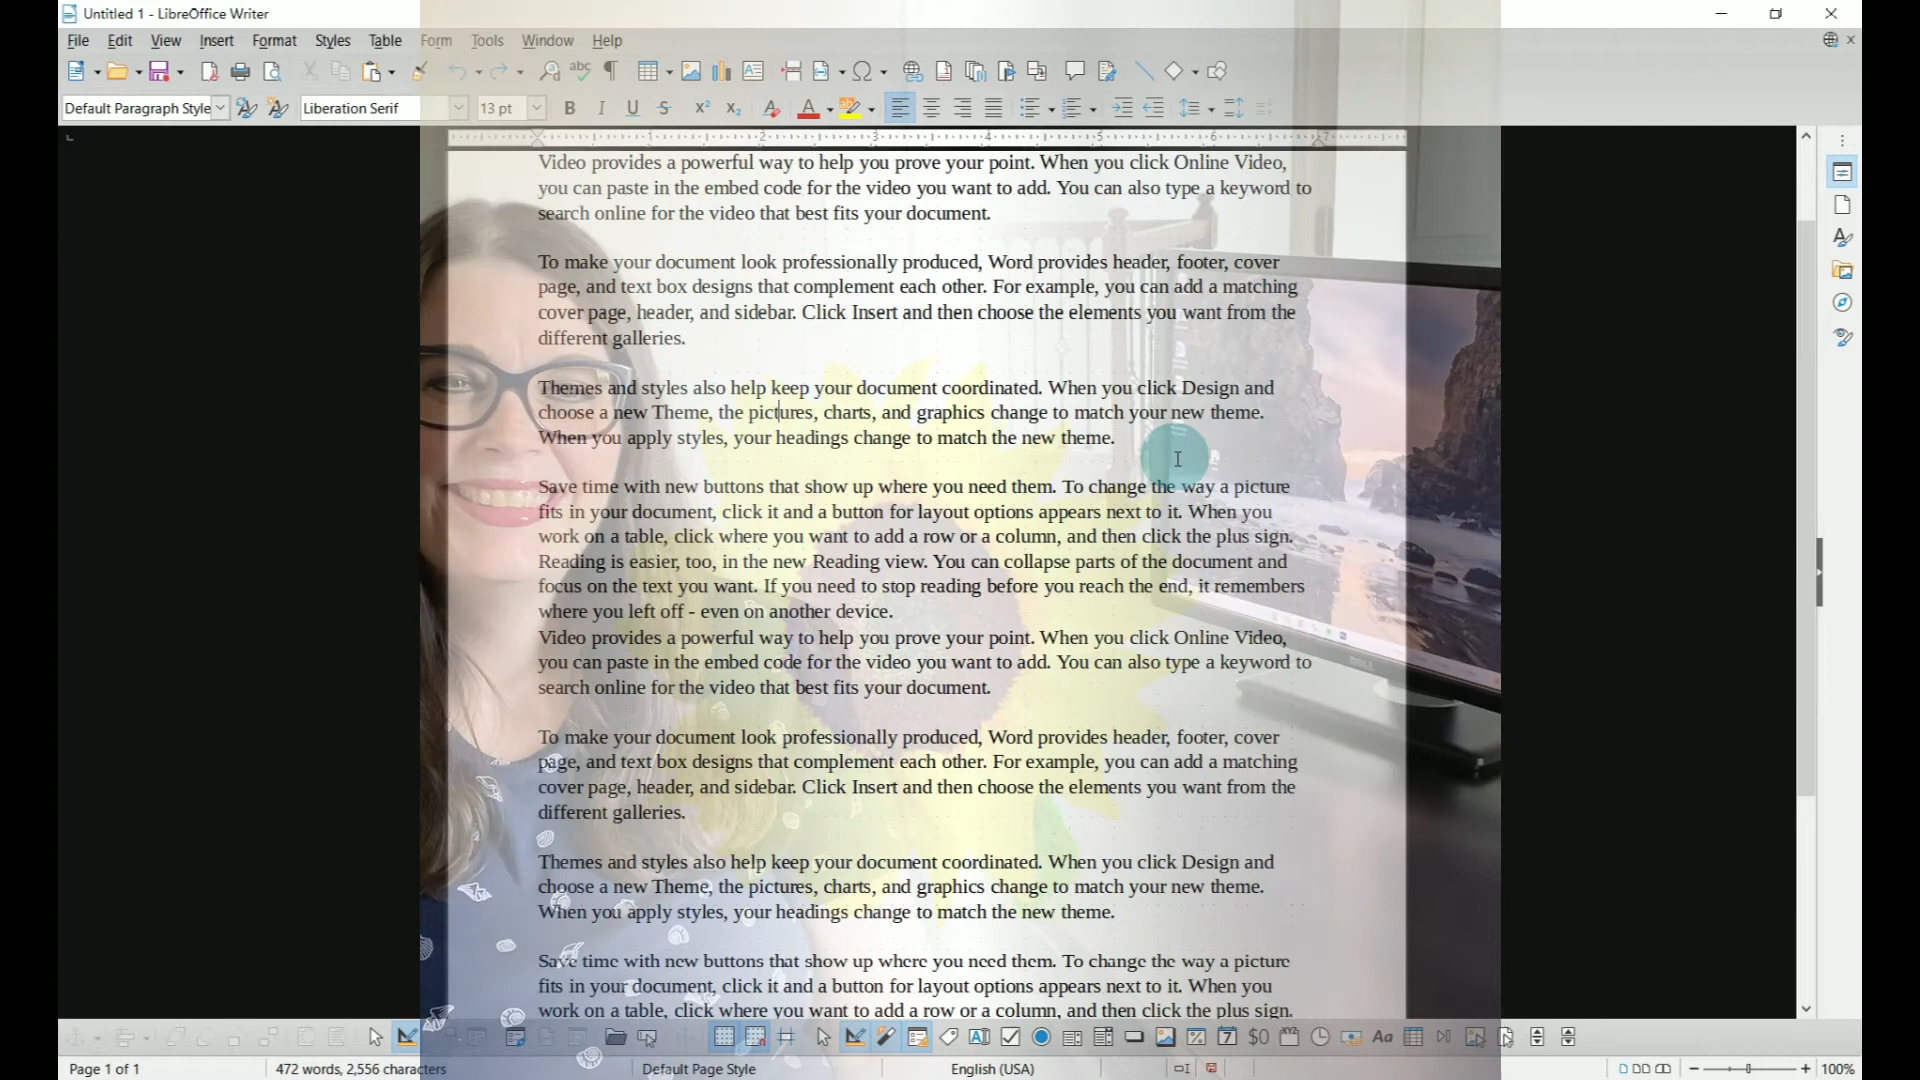 Untitled 1 - LibreOffice Writer
File Edit View Insert Format Styles Table Form Tools Window Help
Default Paragraph Style Liberation Serif 13 pt
Video provides a powerful way to help you prove your point. When you click Online Video,
you can paste in the embed code for the video you want to add. You can also type a keyword to
search online for the video that best fits your document.
To make your document look professionally produced, Word provides header, footer, cover
page, and text box designs that complement each other. For example, you can add a matching
cover page, header, and sidebar. Click Insert and then choose the elements you want from the
different galleries.
Themes and styles also help keep your document coordinated. When you click Design and
choose a new Theme, the pictures, charts, and graphics change to match your new theme.
When you apply styles, your headings change to match the new theme.
Save time with new buttons that show up where you need them. To change the way a picture
fits in your document, click it and a button for layout options appears next to it. When you
work on a table, click where you want to add a row or a column, and then click the plus sign.
Reading is easier, too, in the new Reading view. You can collapse parts of the document and
focus on the text you want. If you need to stop reading before you reach the end, it remembers
where you left off - even on another device.
Video provides a powerful way to help you prove your point. When you click Online Video,
you can paste in the embed code for the video you want to add. You can also type a keyword to
search online for the video that best fits your document.
To make your document look professionally produced, Word provides header, footer, cover
page, and text box designs that complement each other. For example, you can add a matching
cover page, header, and sidebar. Click Insert and then choose the elements you want from the
different galleries.
Themes and styles also help keep your document coordinated. When you click Design and
choose a new Theme, the pictures, charts, and graphics change to match your new theme.
When you apply styles, your headings change to match the new theme.
Save time with new buttons that show up where you need them. To change the way a picture
fits in your document, click it and a button for layout options appears next to it. When you
work on a table, click where you want to add a row or a column, and then click the plus sign.
Page 1 of 1 472 words, 2,556 characters Default Page Style English (USA) 100%